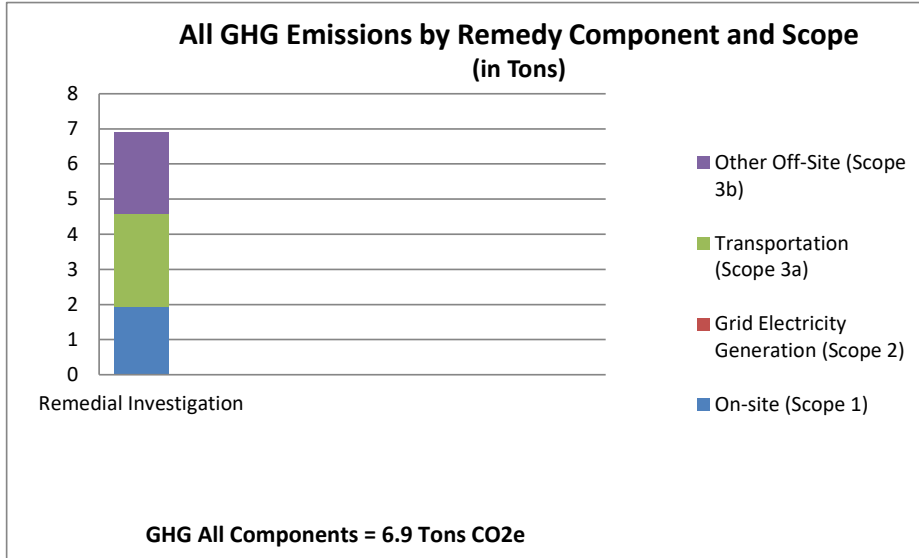 All GHG Emissions by Remedy Component and Scope
(in Tons)
8
7
6
5
4
3
2
1
0
Remedial Investigation
Other Off-Site (Scope
3b)
Transportation
(Scope 3a)
Grid Electricity
Generation (Scope 2)
On-site (Scope 1)
GHG All Components = 6.9 Tons CO2e